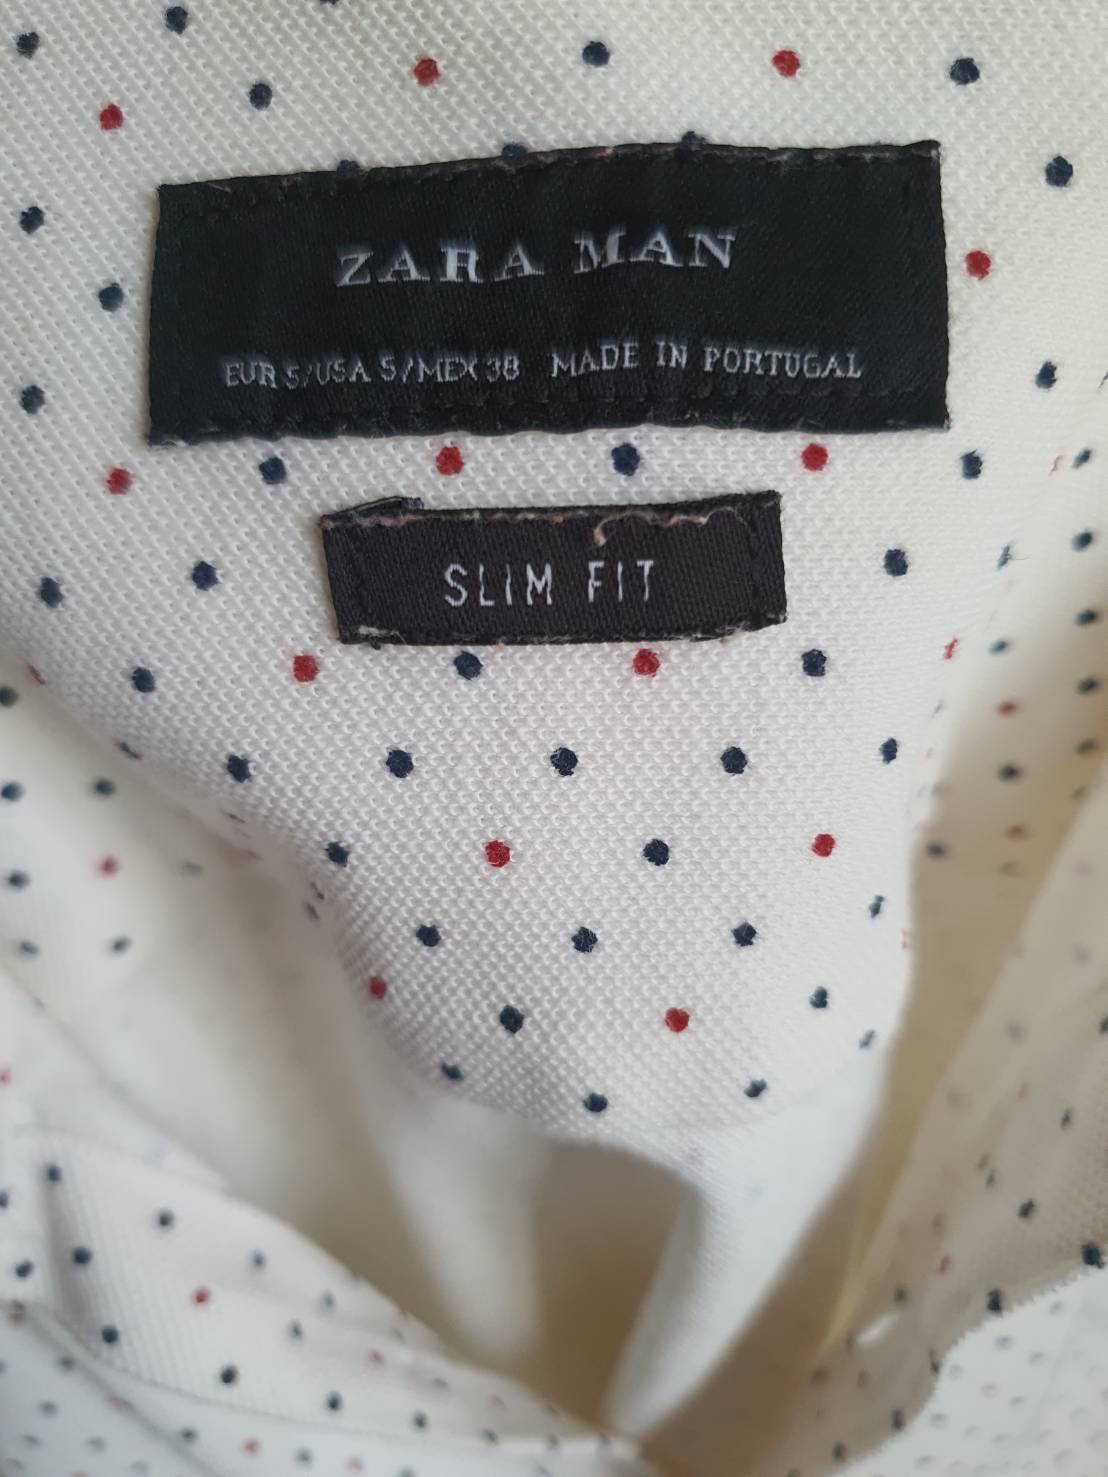 ZARA MAN
EUR S/USA S/MEX 38 MADE IN PORTUGAL
SLIM FIT